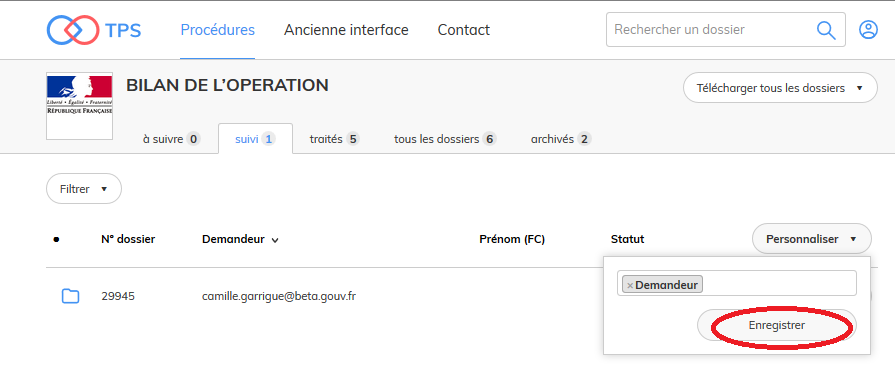 TPS Procédures Ancienne interface Contact Rechercher un dossier
BILAN DE L'OPERATION
Télécharger tous les dossiers
Liberté • Égalité • Fraternité
RÉPUBLIQUE FRANÇAISE
à suivre 0 suivi 1 traités 5 tous les dossiers 6 archivés 2
Filtrer
N° dossier Demandeur Prénom (FC) Statut Personnaliser
×Demandeur
29945 camille.garrigue@beta.gouv.fr
Enregistrer